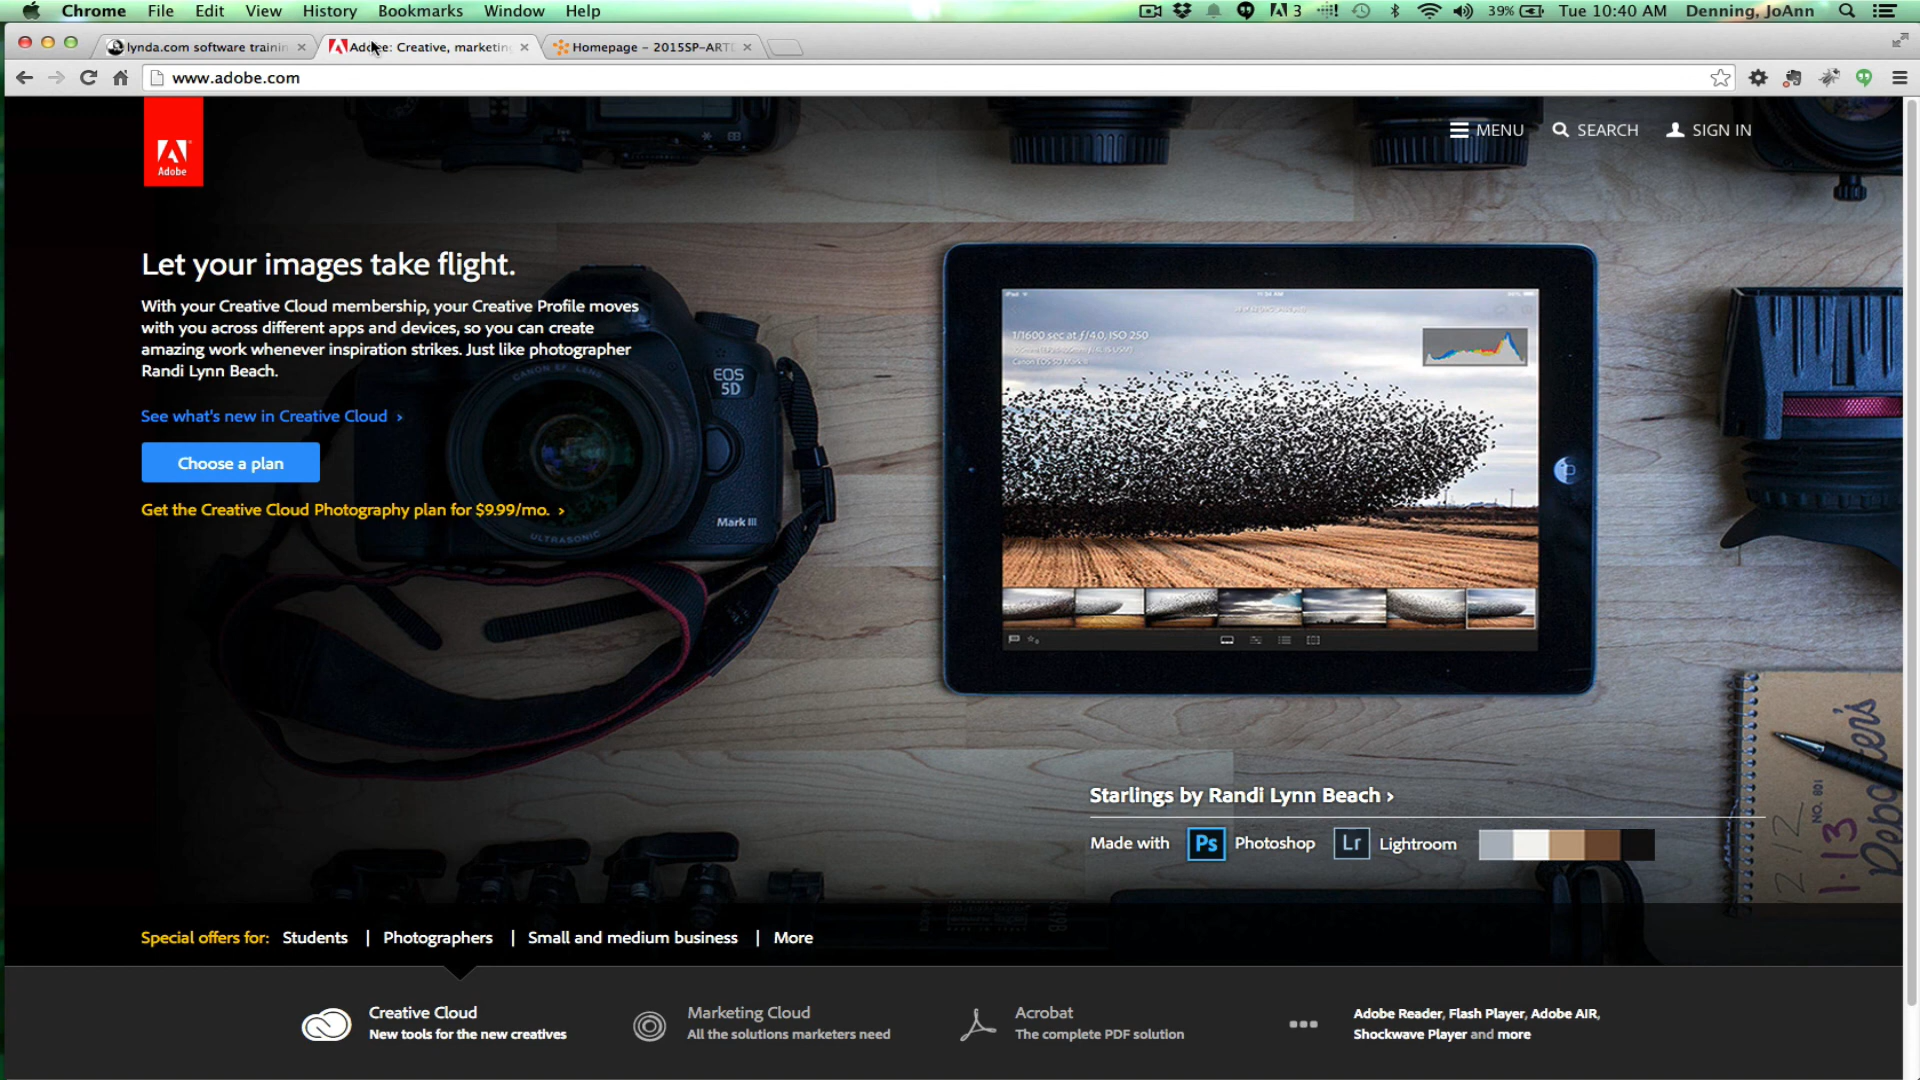 Chrome File Edit View History Bookmarks Window Help
3 39% Tue 10:40 AM Denning, JoAnn
lynda.com software trainin
Adobe: Creative, marketing
Homepage - 2015SP-ART
www.adobe.com
Adobe
MENU SEARCH SIGN IN
Let your images take flight.
With your Creative Cloud membership, your Creative Profile moves
with you across different apps and devices, so you can create
amazing work whenever inspiration strikes. Just like photographer
Randi Lynn Beach.
See what's new in Creative Cloud ›
Choose a plan
Get the Creative Cloud Photography plan for $9.99/mo. ›
CANON EF LENS
EOS
5D
Mark III
ULTRASONIC
1/1600 sec at ƒ/4.0, ISO 250
Starlings by Randi Lynn Beach ›
Made with Ps Photoshop Lr Lightroom
NO. 801
212
1-13
Reporter's
Special offers for: Students | Photographers | Small and medium business | More
Creative Cloud
New tools for the new creatives
Marketing Cloud
All the solutions marketers need
Acrobat
The complete PDF solution
Adobe Reader, Flash Player, Adobe AIR,
Shockwave Player and more